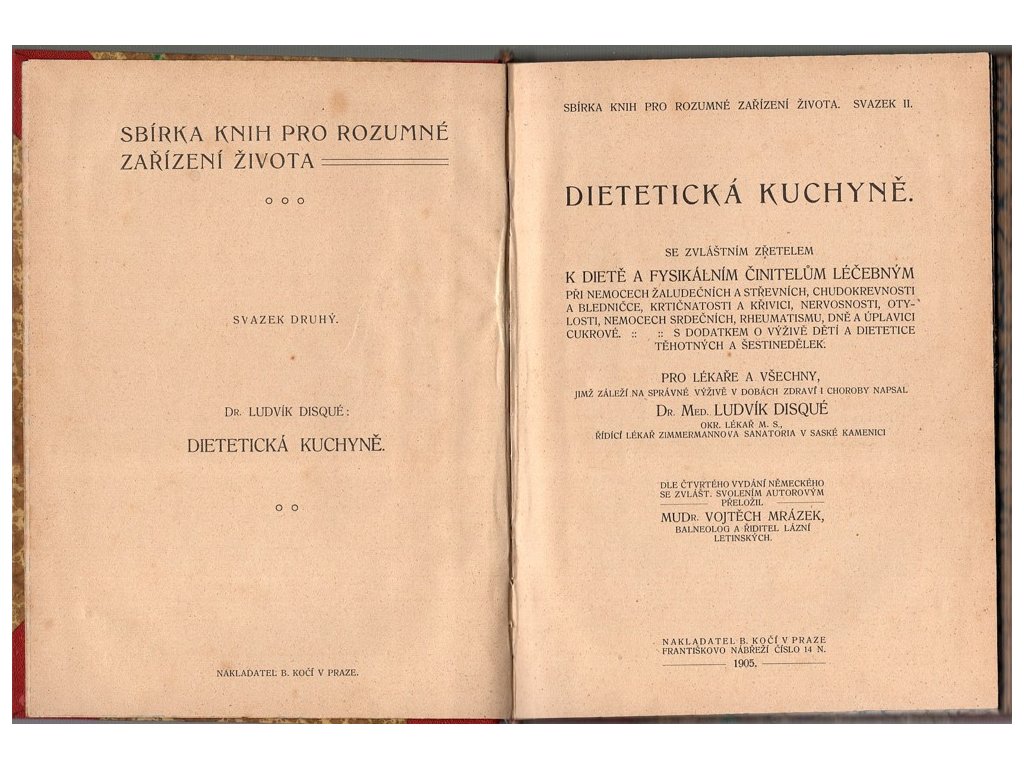 SBÍRKA KNIH PRO ROZUMNÉ
ZAŘÍZENÍ ŽIVOTA
SVAZEK DRUHÝ.
DR. LUDVÍK DISQUÉ:
DIETETICKÁ KUCHYNĚ.
NAKLADATEL B. KOČÍ V PRAZE.
SBÍRKA KNIH PRO ROZUMNÉ ZAŘÍZENÍ ŽIVOTA. SVAZEK II.
DIETETICKÁ KUCHYNĚ.
SE ZVLÁŠTNÍM ZŘETELEM
K DIETĚ A FYSIKÁLNÍM ČINITELŮM LÉČEBNÝM
PŘI NEMOCECH ŽALUDEČNÍCH A STŘEVNÍCH, CHUDOKREVNOSTI
A BLEDNIČCE, KRTIČNATOSTI A KŘIVICI, NERVOSNOSTI, OTY-
LOSTI, NEMOCECH SRDEČNÍCH, RHEUMATISMU, DNĚ A ÚPLAVICI
CUKROVÉ. :: :: S DODATKEM O VÝŽIVĚ DĚTÍ A DIETETICE
TĚHOTNÝCH A ŠESTINEDĚLEK.
PRO LÉKAŘE A VŠECHNY,
JIMŽ ZÁLEŽÍ NA SPRÁVNÉ VÝŽIVĚ V DOBÁCH ZDRAVÍ I CHOROBY NAPSAL
DR. MED. LUDVÍK DISQUÉ
OKR. LÉKAŘ M. S.,
ŘÍDÍCÍ LÉKAŘ ZIMMERMANNOVA SANATORIA V SASKÉ KAMENICI
DLE ČTVRTÉHO VYDÁNÍ NĚMECKÉHO
SE ZVLÁŠT. SVOLENÍM AUTOROVÝM
PŘELOŽIL
MUDR. VOJTĚCH MRÁZEK,
BALNEOLOG A ŘIDITEL LÁZNÍ
LETINSKÝCH.
NAKLADATEL B. KOČÍ V PRAZE
FRANTIŠKOVO NÁBŘEŽÍ ČÍSLO 14 N.
1905.